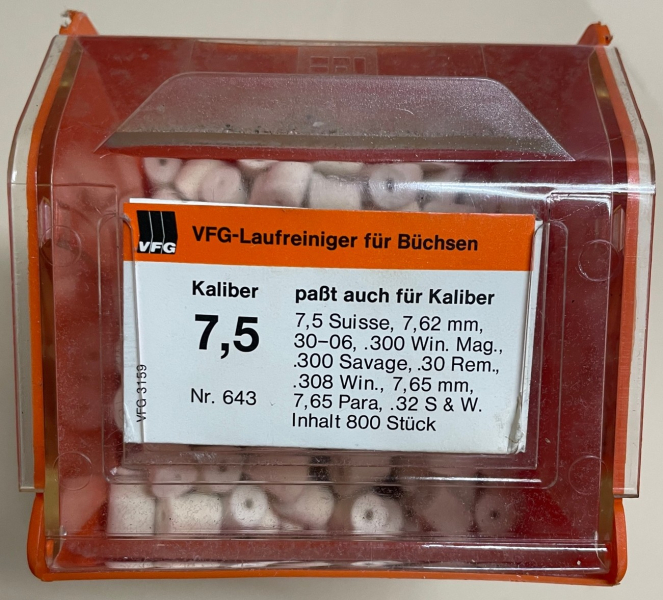 VFG
VFG-Laufreiniger für Büchsen
Kaliber
7,5
Nr. 643
VFG 3159
paßt auch für Kaliber
7,5 Suisse, 7,62 mm,
30–06, .300 Win. Mag.,
.300 Savage, .30 Rem.,
.308 Win., 7,65 mm,
7,65 Para, .32 S & W.
Inhalt 800 Stück